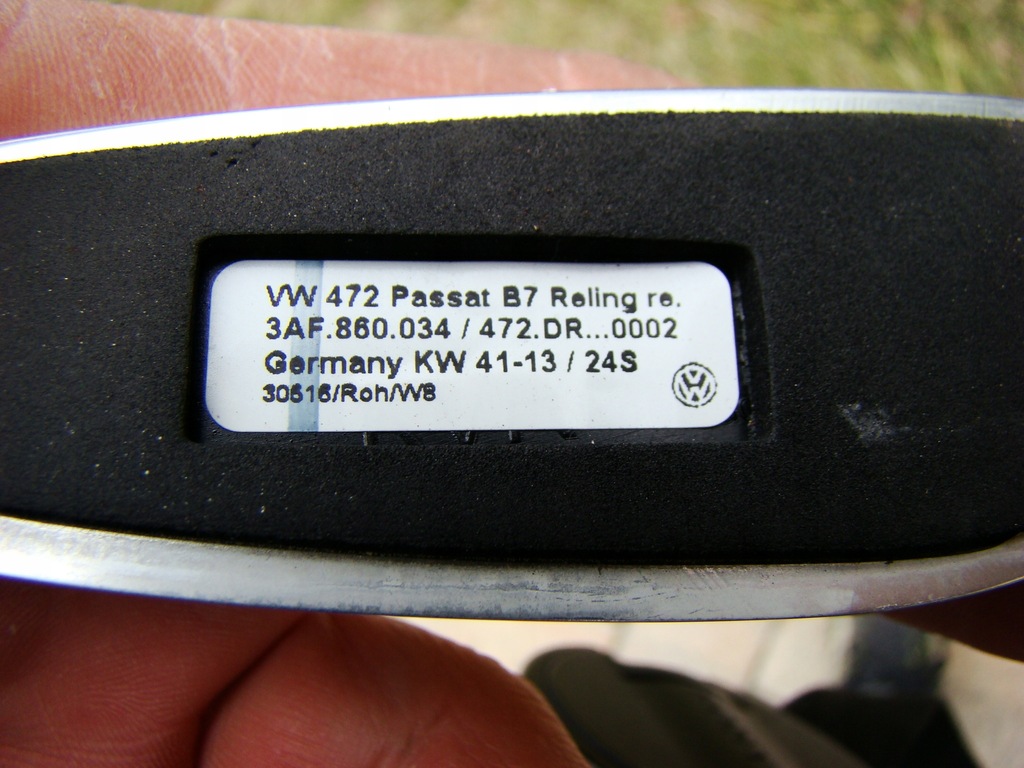 VW 472 Passat B7 Reling re.
3AF.860.034 / 472.DR...0002
Germany KW 41-13 / 24S
30616/Roh/W8